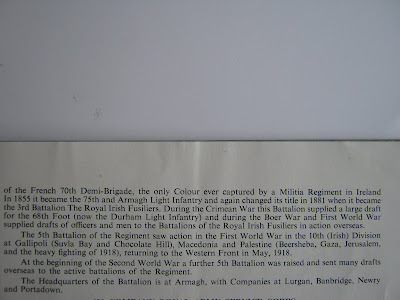 of the French 70th Demi-Brigade, the only Colour ever captured by a Militia Regiment in Ireland
In 1855 it became the 75th and Armagh Light Infantry and again changed its title in 1881 when it became
the 3rd Battalion The Royal Irish Fusiliers. During the Crimean War this Battalion supplied a large draft
for the 68th Foot (now the Durham Light Infantry) and during the Boer War and First World War
supplied drafts of officers and men to the Battalions of the Royal Irish Fusiliers in action overseas.
The 5th Battalion of the Regiment saw action in the First World War in the 10th (Irish) Division
at Gallipoli (Suvla Bay and Chocolate Hill), Macedonia and Palestine (Beersheba, Gaza, Jerusalem,
and the heavy fighting of 1918), returning to the Western Front in May, 1918.
At the beginning of the Second World War a further 5th Battalion was raised and sent many drafts
overseas to the active battalions of the Regiment.
The Headquarters of the Battalion is at Armagh, with Companies at Lurgan, Banbridge, Newry
and Portadown.